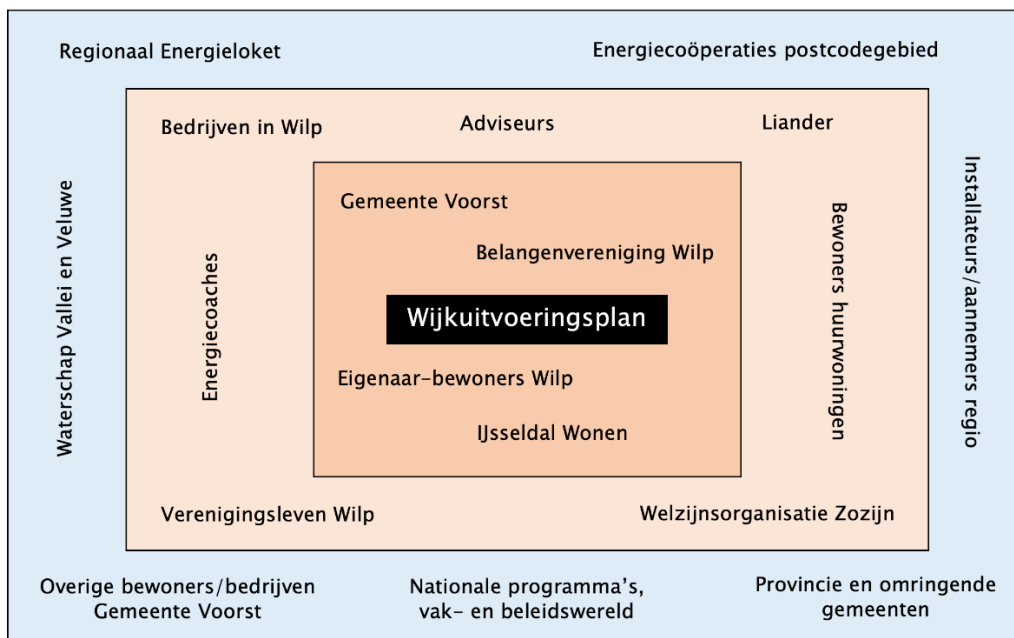 Regionaal Energieloket
Energiecoöperaties postcodegebied
Bedrijven in Wilp
Adviseurs
Liander
Waterschap Vallei en Veluwe
Energiecoaches
Gemeente Voorst
Belangenvereniging Wilp
Wijkuitvoeringsplan
Eigenaar-bewoners Wilp
IJsseldal Wonen
Bewoners huurwoningen
Installateurs/aannemers regio
Verenigingsleven Wilp
Welzijnsorganisatie Zozijn
Overige bewoners/bedrijven
Gemeente Voorst
Nationale programma's,
vak- en beleidswereld
Provincie en omringende
gemeenten